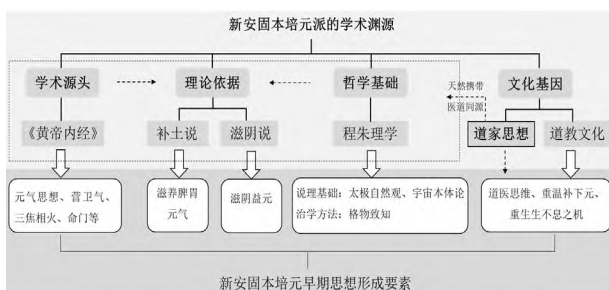 新安固本培元派的学术渊源
学术源头
理论依据
哲学基础
文化基因
天然携带
医道同源
《黄帝内经》
补土说
滋阴说
程朱理学
道家思想
道教文化
元气思想、营卫气、
三焦相火、命门等
滋养脾胃
元气
滋阴益元
说理基础：太极自然观、宇宙本体论
治学方法：格物致知
道医思维、重温补下元、
重生生不息之机
新安固本培元早期思想形成要素